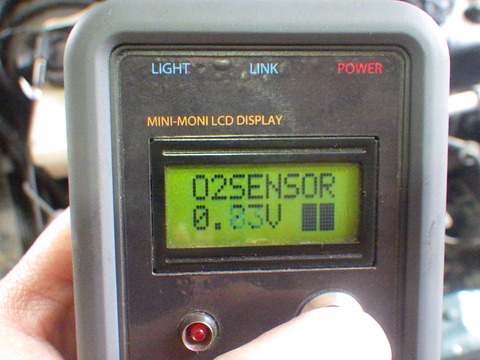 LIGHT LINK POWER
MINI-MONI LCD DISPLAY
O2SENSOR
0.83V